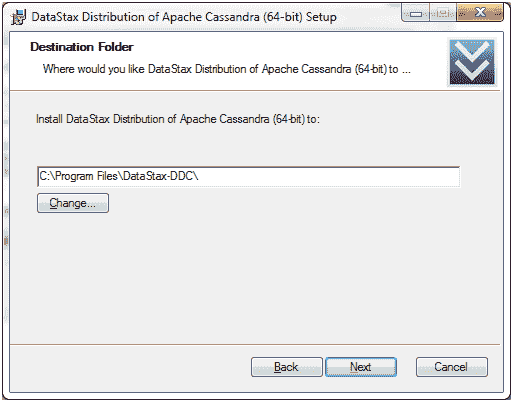 DataStax Distribution of Apache Cassandra (64-bit) Setup
Destination Folder
Where would you like DataStax Distribution of Apache Cassandra (64-bit) to ...
Install DataStax Distribution of Apache Cassandra (64-bit) to:
C:\Program Files\DataStax-DDC\
Change...
Back Next Cancel